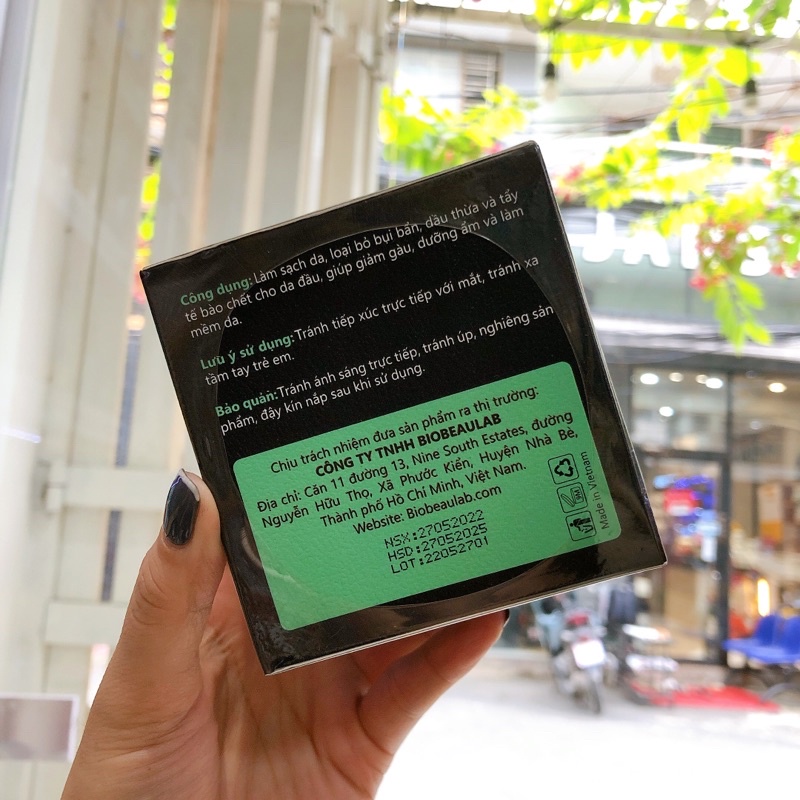 Công dụng: Làm sạch da, loại bỏ bụi bẩn, dầu thừa và tẩy
tế bào chết cho da đầu, giúp giảm gàu, dưỡng ẩm và làm
mềm da.
Lưu ý sử dụng: Tránh tiếp xúc trực tiếp với mắt, tránh xa
tầm tay trẻ em.
Bảo quản: Tránh ánh sáng trực tiếp, tránh úp, nghiêng sản
phẩm, đậy kín nắp sau khi sử dụng.
Chịu trách nhiệm đưa sản phẩm ra thị trường:
CÔNG TY TNHH BIOBEAULAB
Địa chỉ: Căn 11 đường 13, Nine South Estates, đường
Nguyễn Hữu Thọ, Xã Phước Kiển, Huyện Nhà Bè,
Thành phố Hồ Chí Minh, Việt Nam.
Website: Biobeaulab.com
NSX:27052022
HSD:27052025
LOT:22052701
Made in Vietnam